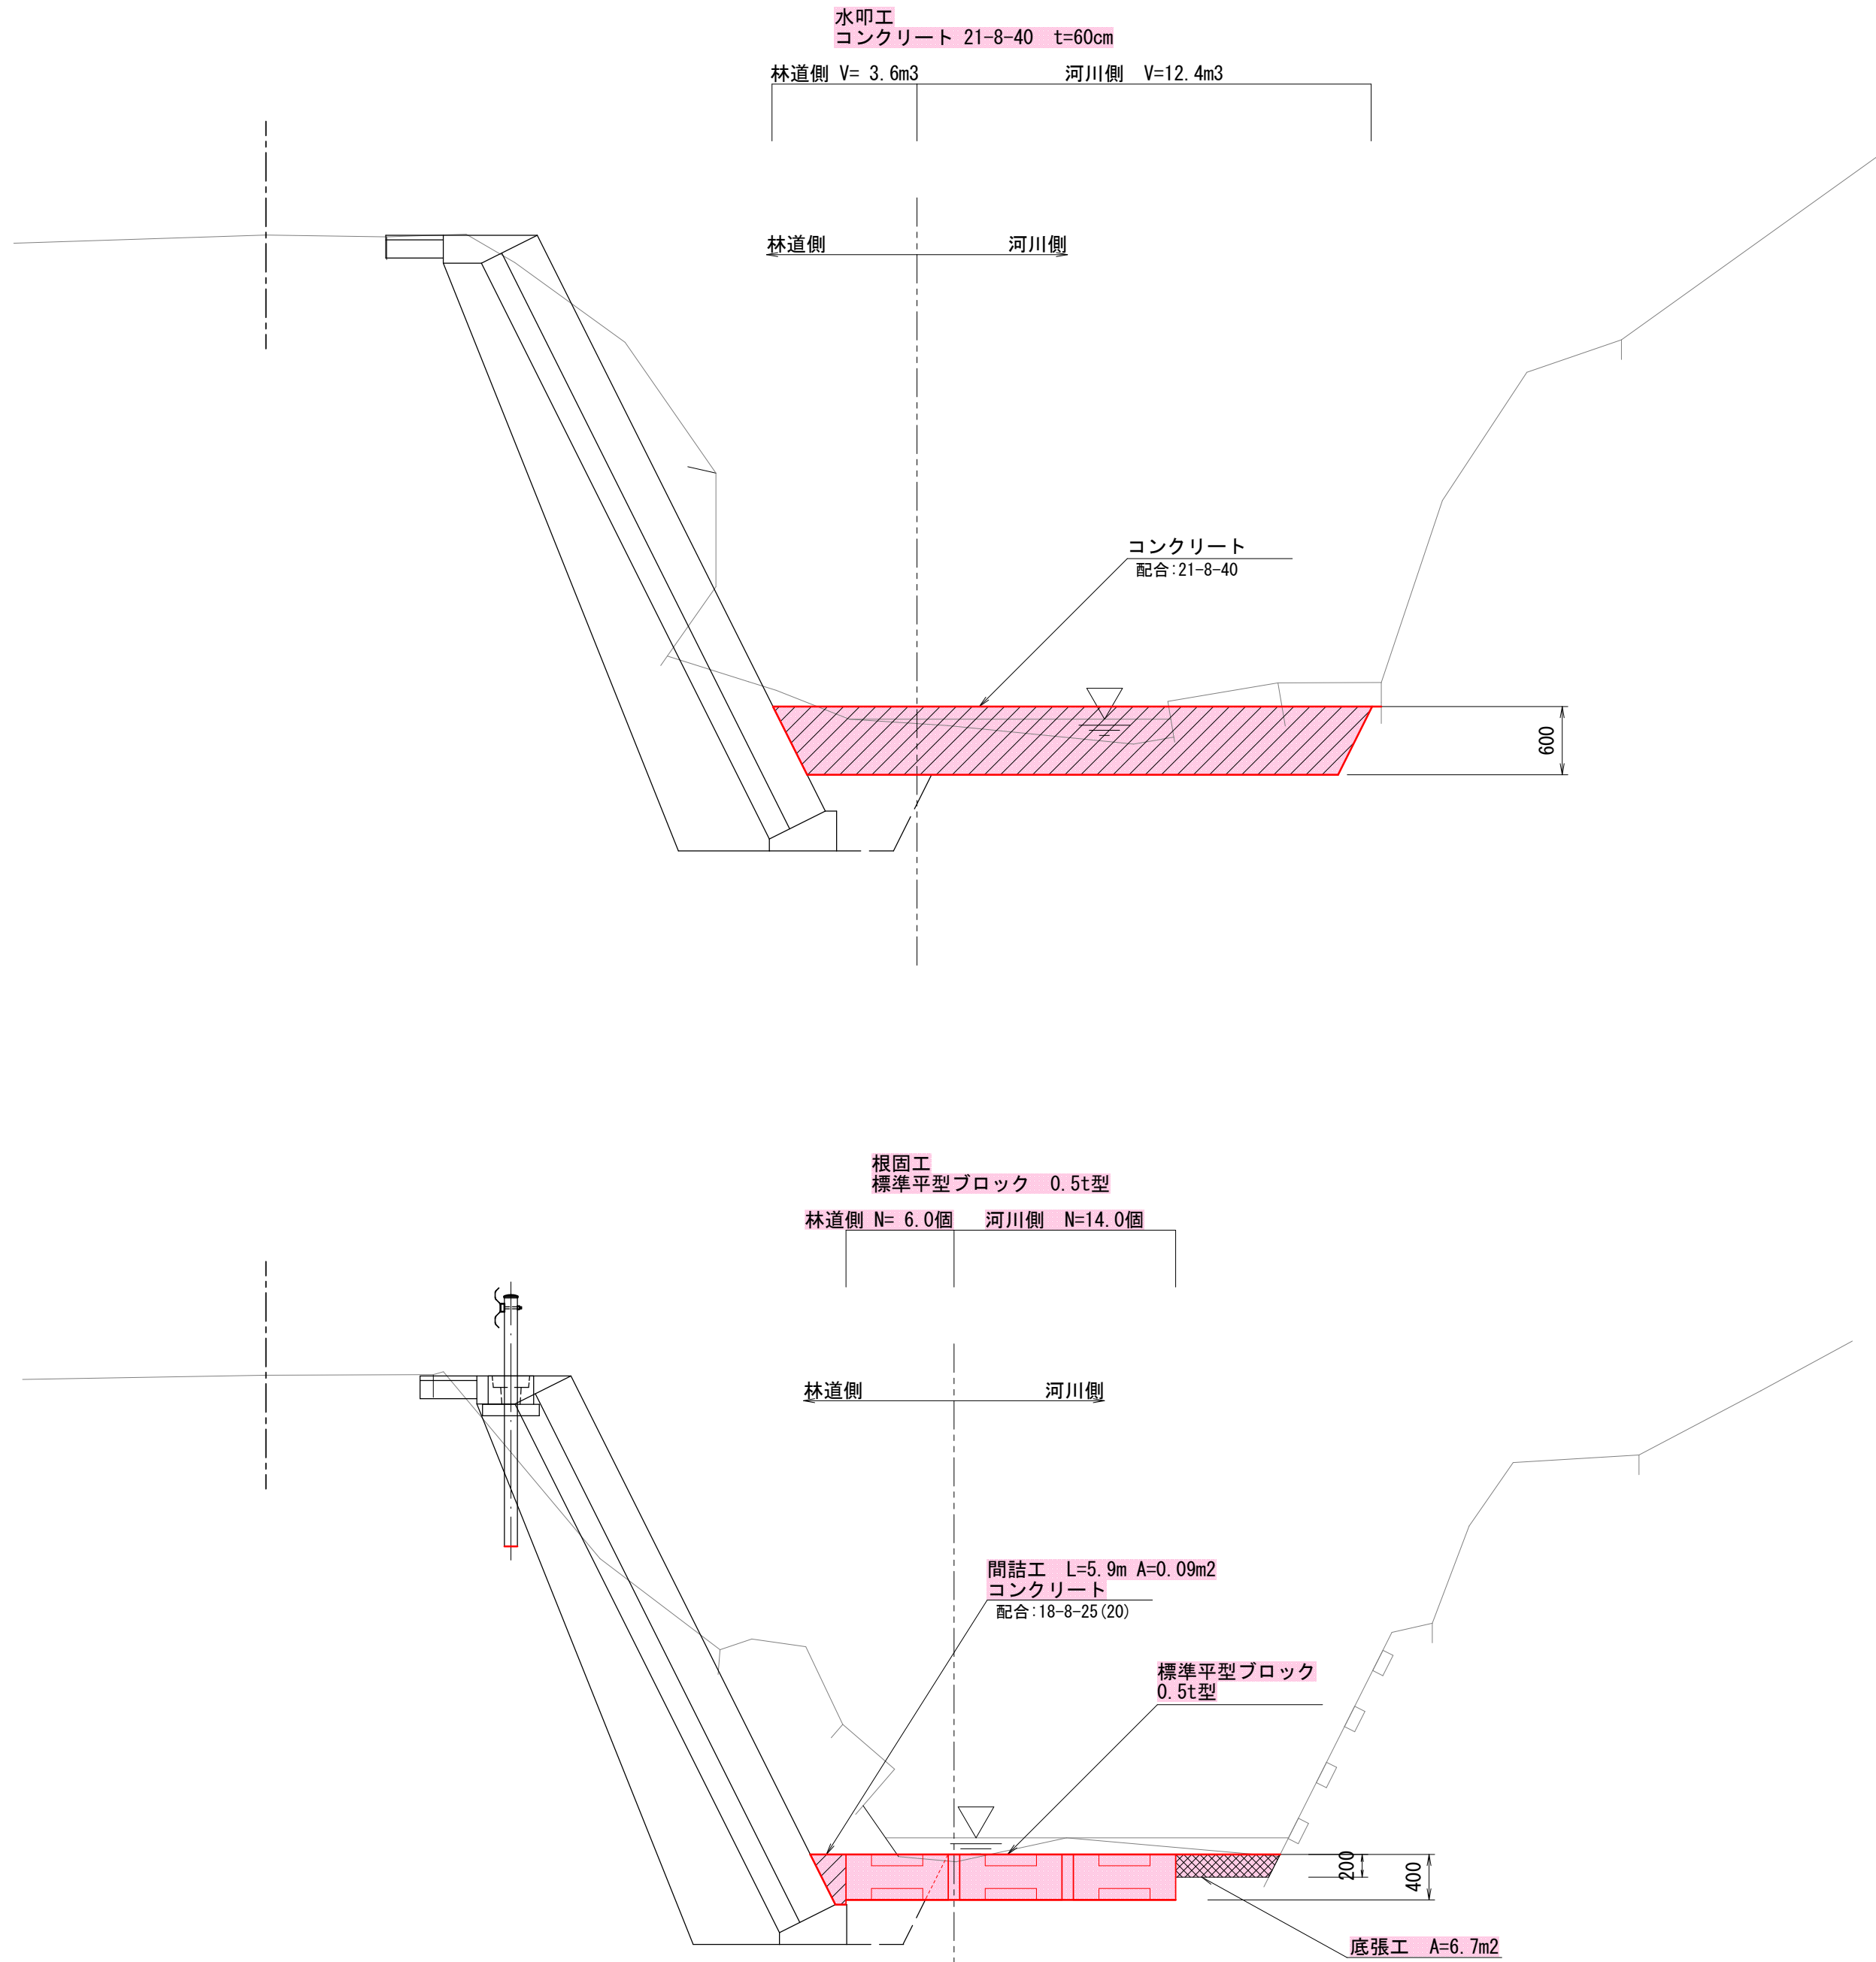 水叩工
コンクリート 21-8-40 t=60cm
林道側 V= 3.6m3 河川側 V=12.4m3
林道側 河川側
コンクリート
配合:21-8-40
600
根固工
標準平型ブロック 0.5t型
林道側 N= 6.0個 河川側 N=14.0個
林道側 河川側
間詰工 L=5.9m A=0.09m2
コンクリート
配合:18-8-25(20)
標準平型ブロック
0.5t型
200
400
底張工 A=6.7m2